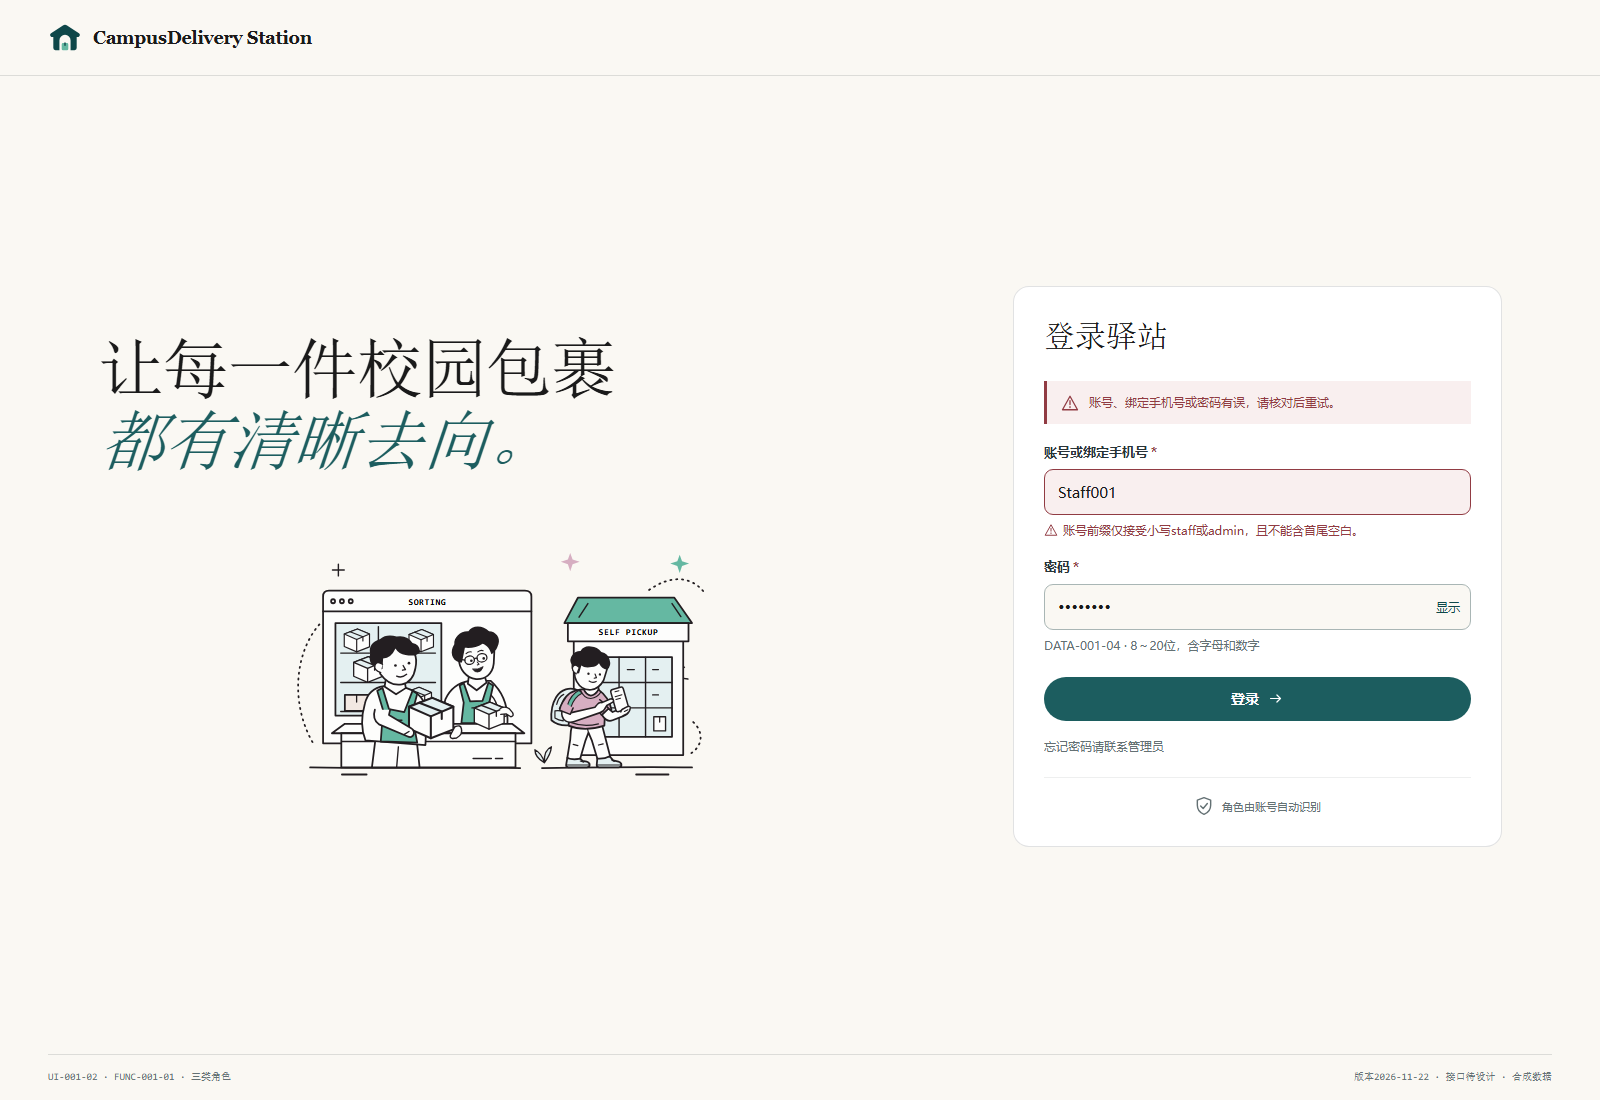 CampusDelivery Station
让每一件校园包裹
都有清晰去向。
SORTING
SELF PICKUP
登录驿站
账号、绑定手机号或密码有误，请核对后重试。
账号或绑定手机号 *
Staff001
账号前缀仅接受小写staff或admin，且不能含首尾空白。
密码 *
••••••••
显示
DATA-001-04 · 8～20位，含字母和数字
登录 →
忘记密码请联系管理员
角色由账号自动识别
UI-001-02 · FUNC-001-01 · 三类角色
版本2026-11-22 · 接口待设计 · 合成数据